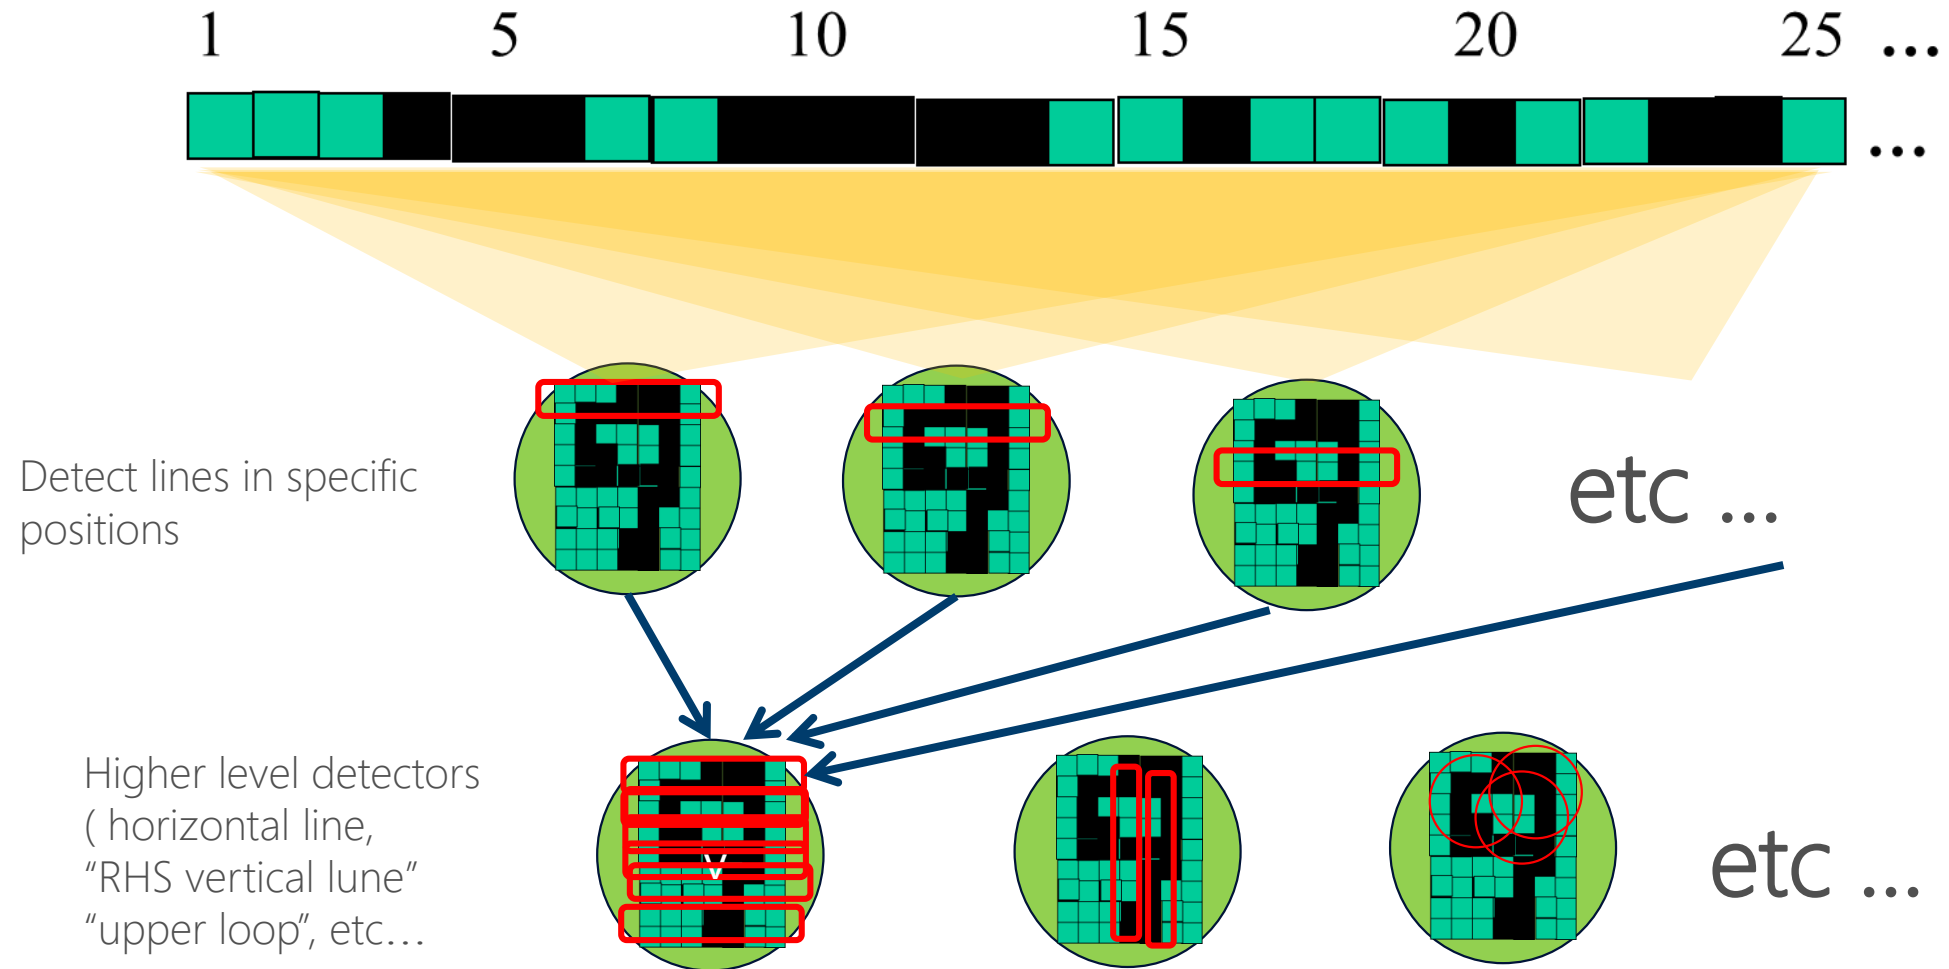 1 5 10 15 20 25 ...
...
Detect lines in specific
positions
etc ...
Higher level detectors
( horizontal line,
“RHS vertical lune”
“upper loop”, etc…
v
etc ...